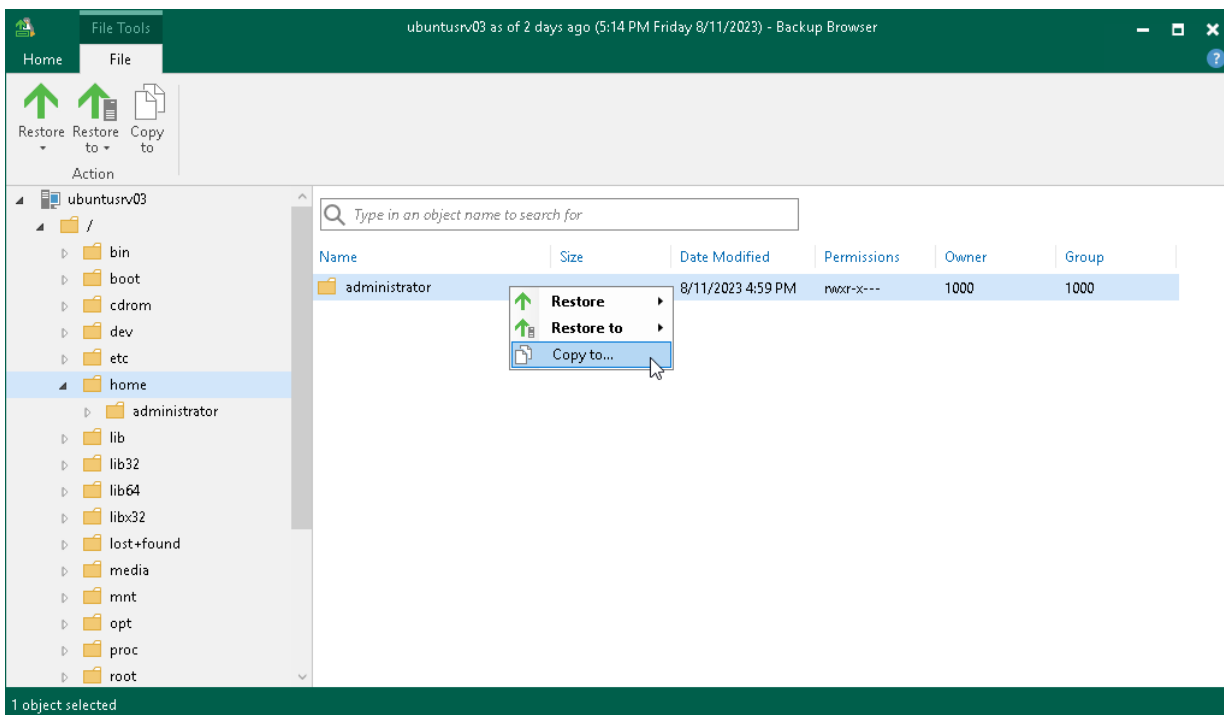 File Tools
ubuntusrv03 as of 2 days ago (5:14 PM Friday 8/11/2023) - Backup Browser
Home File
Restore Restore to Copy to
Action
ubuntusrv03
/
bin
boot
cdrom
dev
etc
home
administrator
lib
lib32
lib64
libx32
lost+found
media
mnt
opt
proc
root
Type in an object name to search for
Name Size Date Modified Permissions Owner Group
administrator 8/11/2023 4:59 PM rwxr-x--- 1000 1000
Restore
Restore to
Copy to...
1 object selected